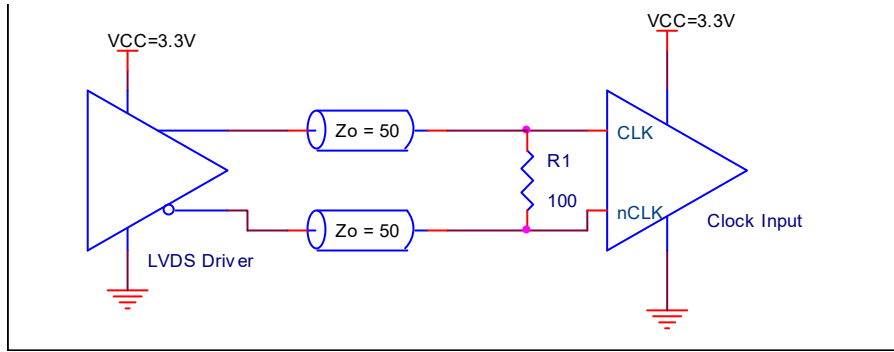 VCC=3.3V
VCC=3.3V
Zo = 50
CLK
R1
100
nCLK
Zo = 50
Clock Input
LVDS Driver